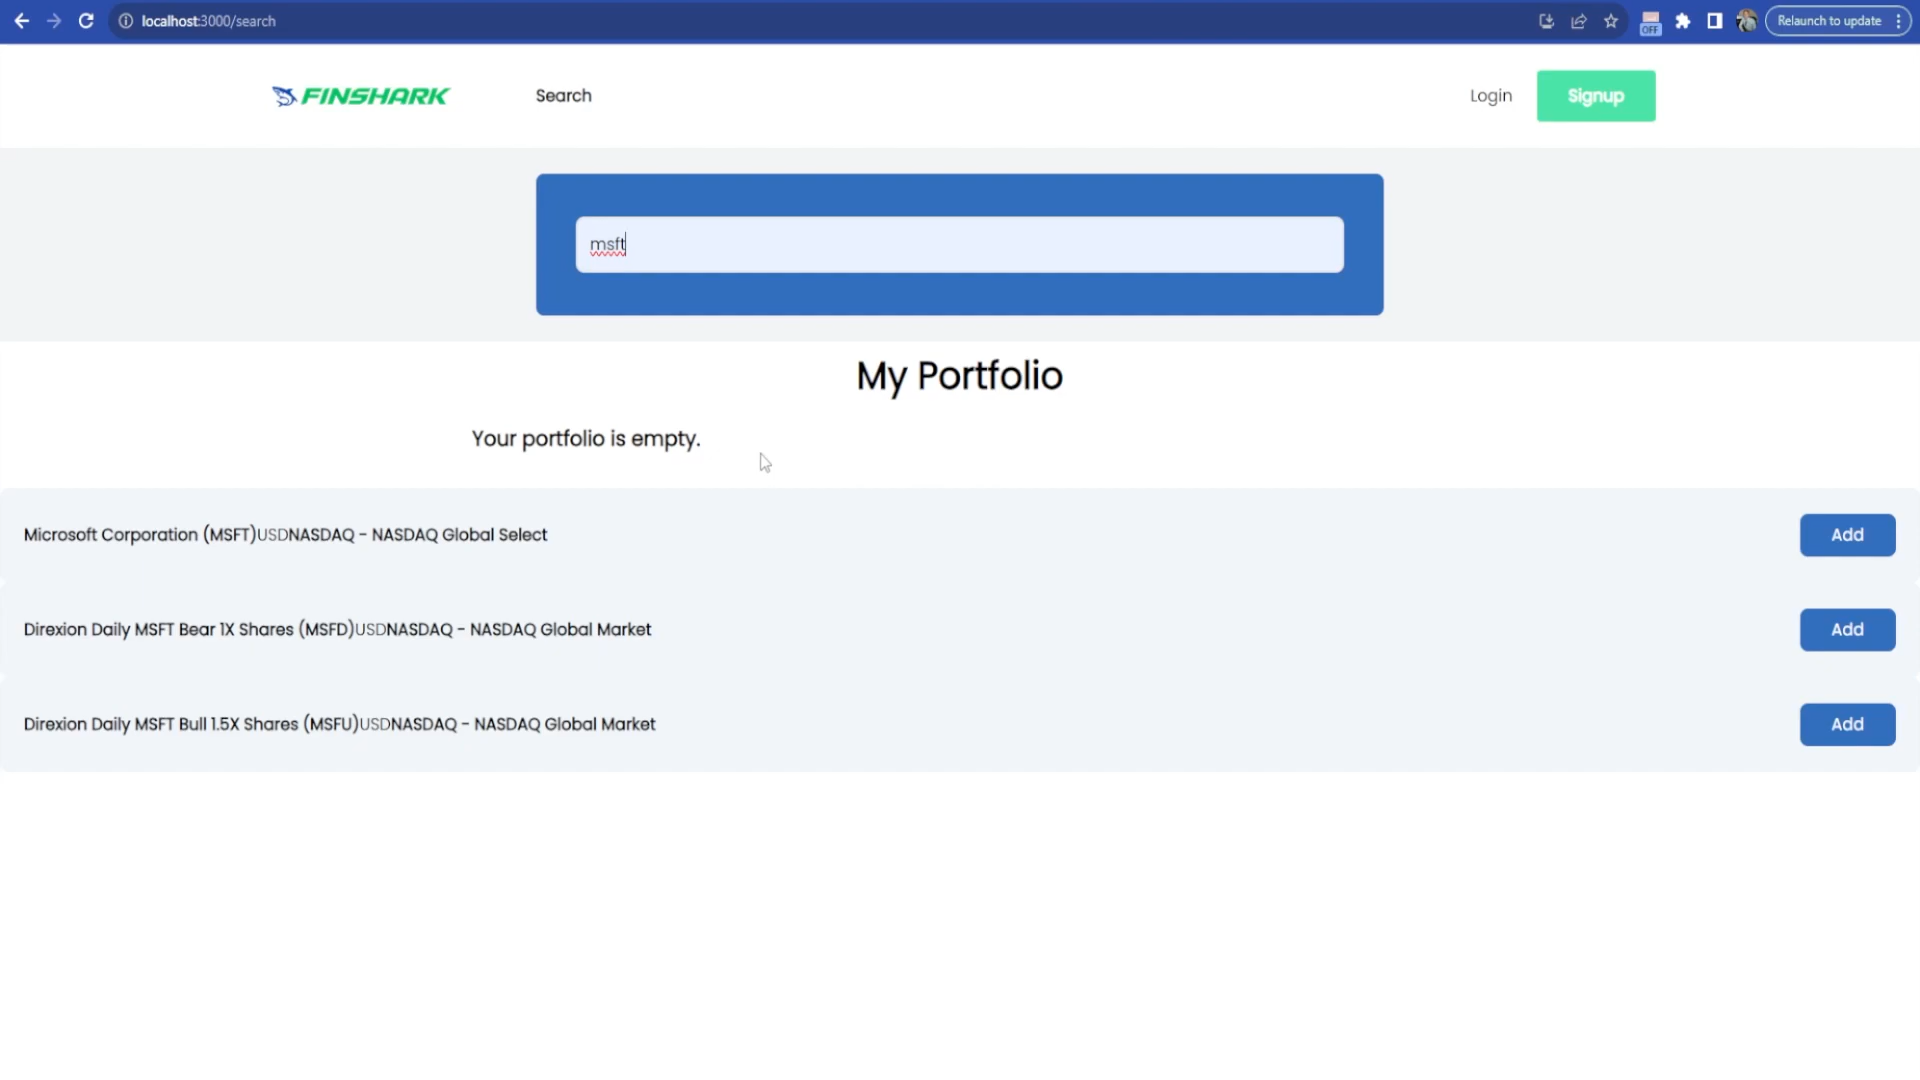 localhost:3000/search
OFF
Relaunch to update
FINSHARK
Search
Login
Signup
msft
My Portfolio
Your portfolio is empty.
Microsoft Corporation (MSFT)USDNASDAQ - NASDAQ Global Select
Add
Direxion Daily MSFT Bear 1X Shares (MSFD)USDNASDAQ - NASDAQ Global Market
Add
Direxion Daily MSFT Bull 1.5X Shares (MSFU)USDNASDAQ - NASDAQ Global Market
Add